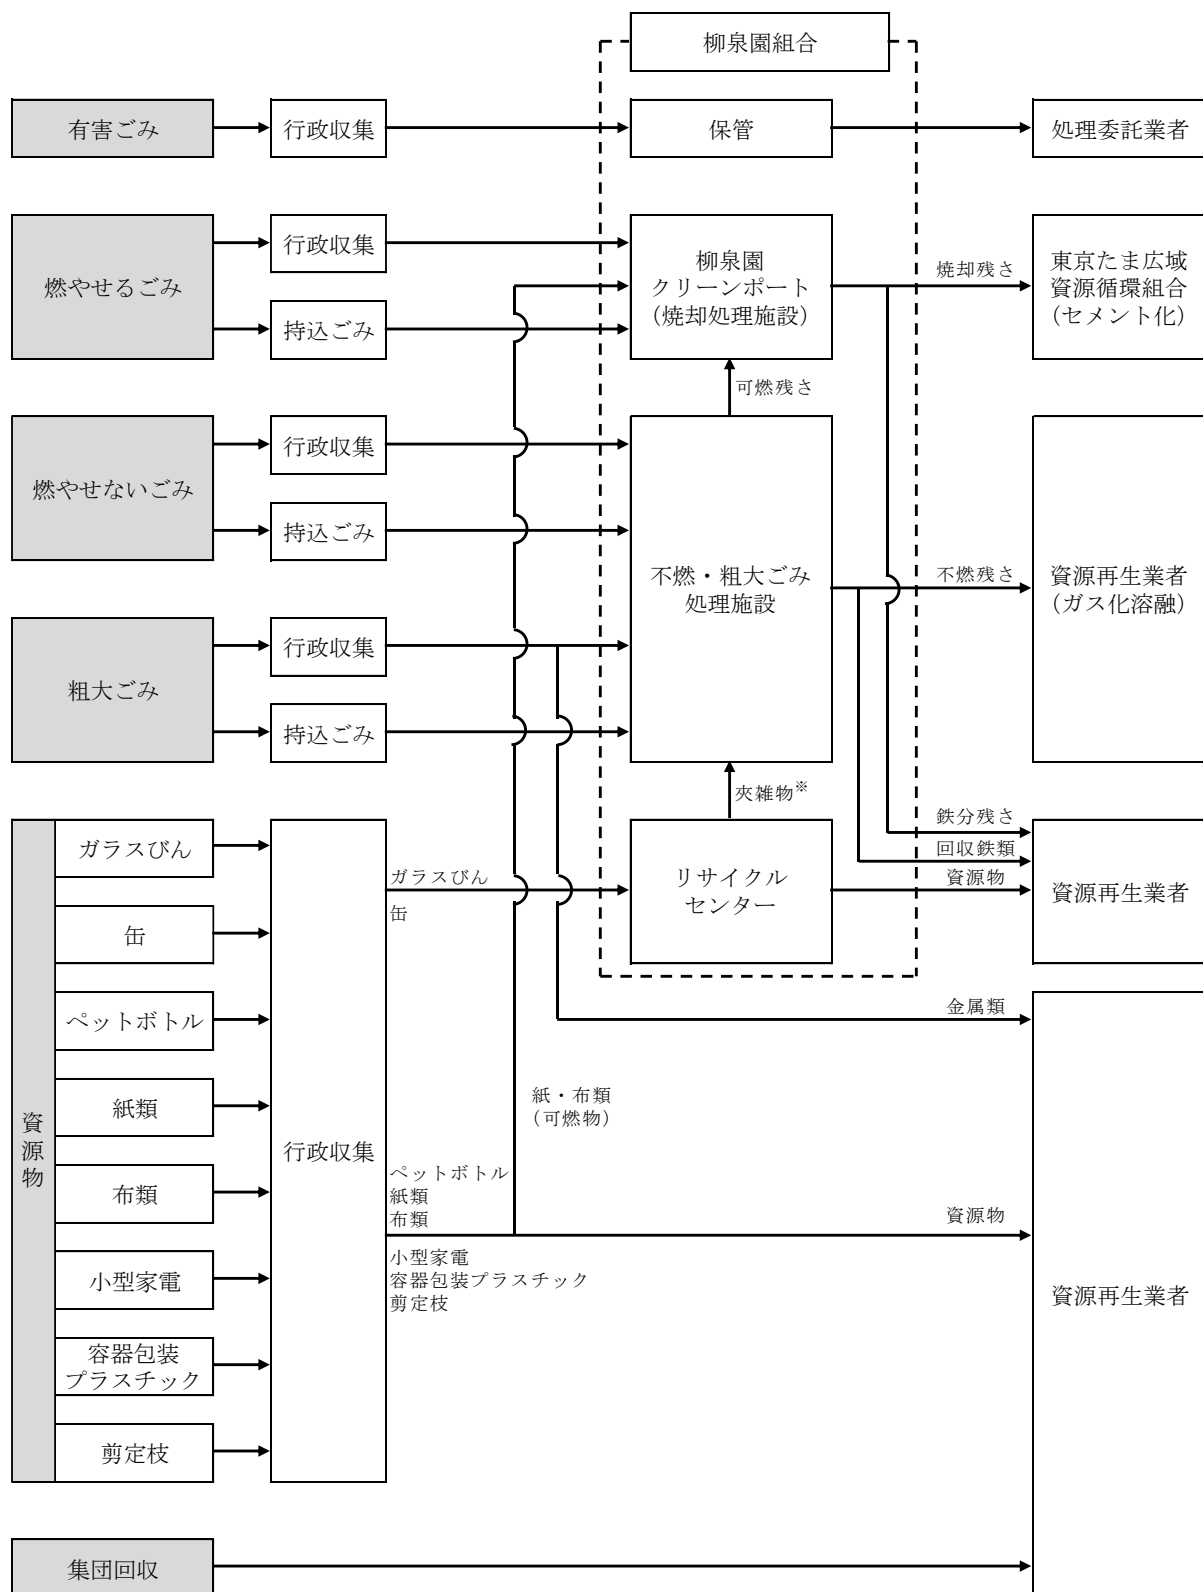 柳泉園組合
有害ごみ
行政収集
保管
処理委託業者
燃やせるごみ
行政収集
持込ごみ
柳泉園
クリーンポート
（焼却処理施設）
焼却残さ
東京たま広域
資源循環組合
（セメント化）
可燃残さ
燃やせないごみ
行政収集
持込ごみ
不燃・粗大ごみ
処理施設
不燃残さ
資源再生業者
（ガス化溶融）
粗大ごみ
行政収集
持込ごみ
夾雑物※
資源物
ガラスびん
缶
ペットボトル
紙類
布類
小型家電
容器包装
プラスチック
剪定枝
行政収集
ガラスびん
缶
リサイクル
センター
鉄分残さ
回収鉄類
資源物
資源再生業者
金属類
紙・布類
（可燃物）
ペットボトル
紙類
布類
小型家電
容器包装プラスチック
剪定枝
資源物
資源再生業者
集団回収